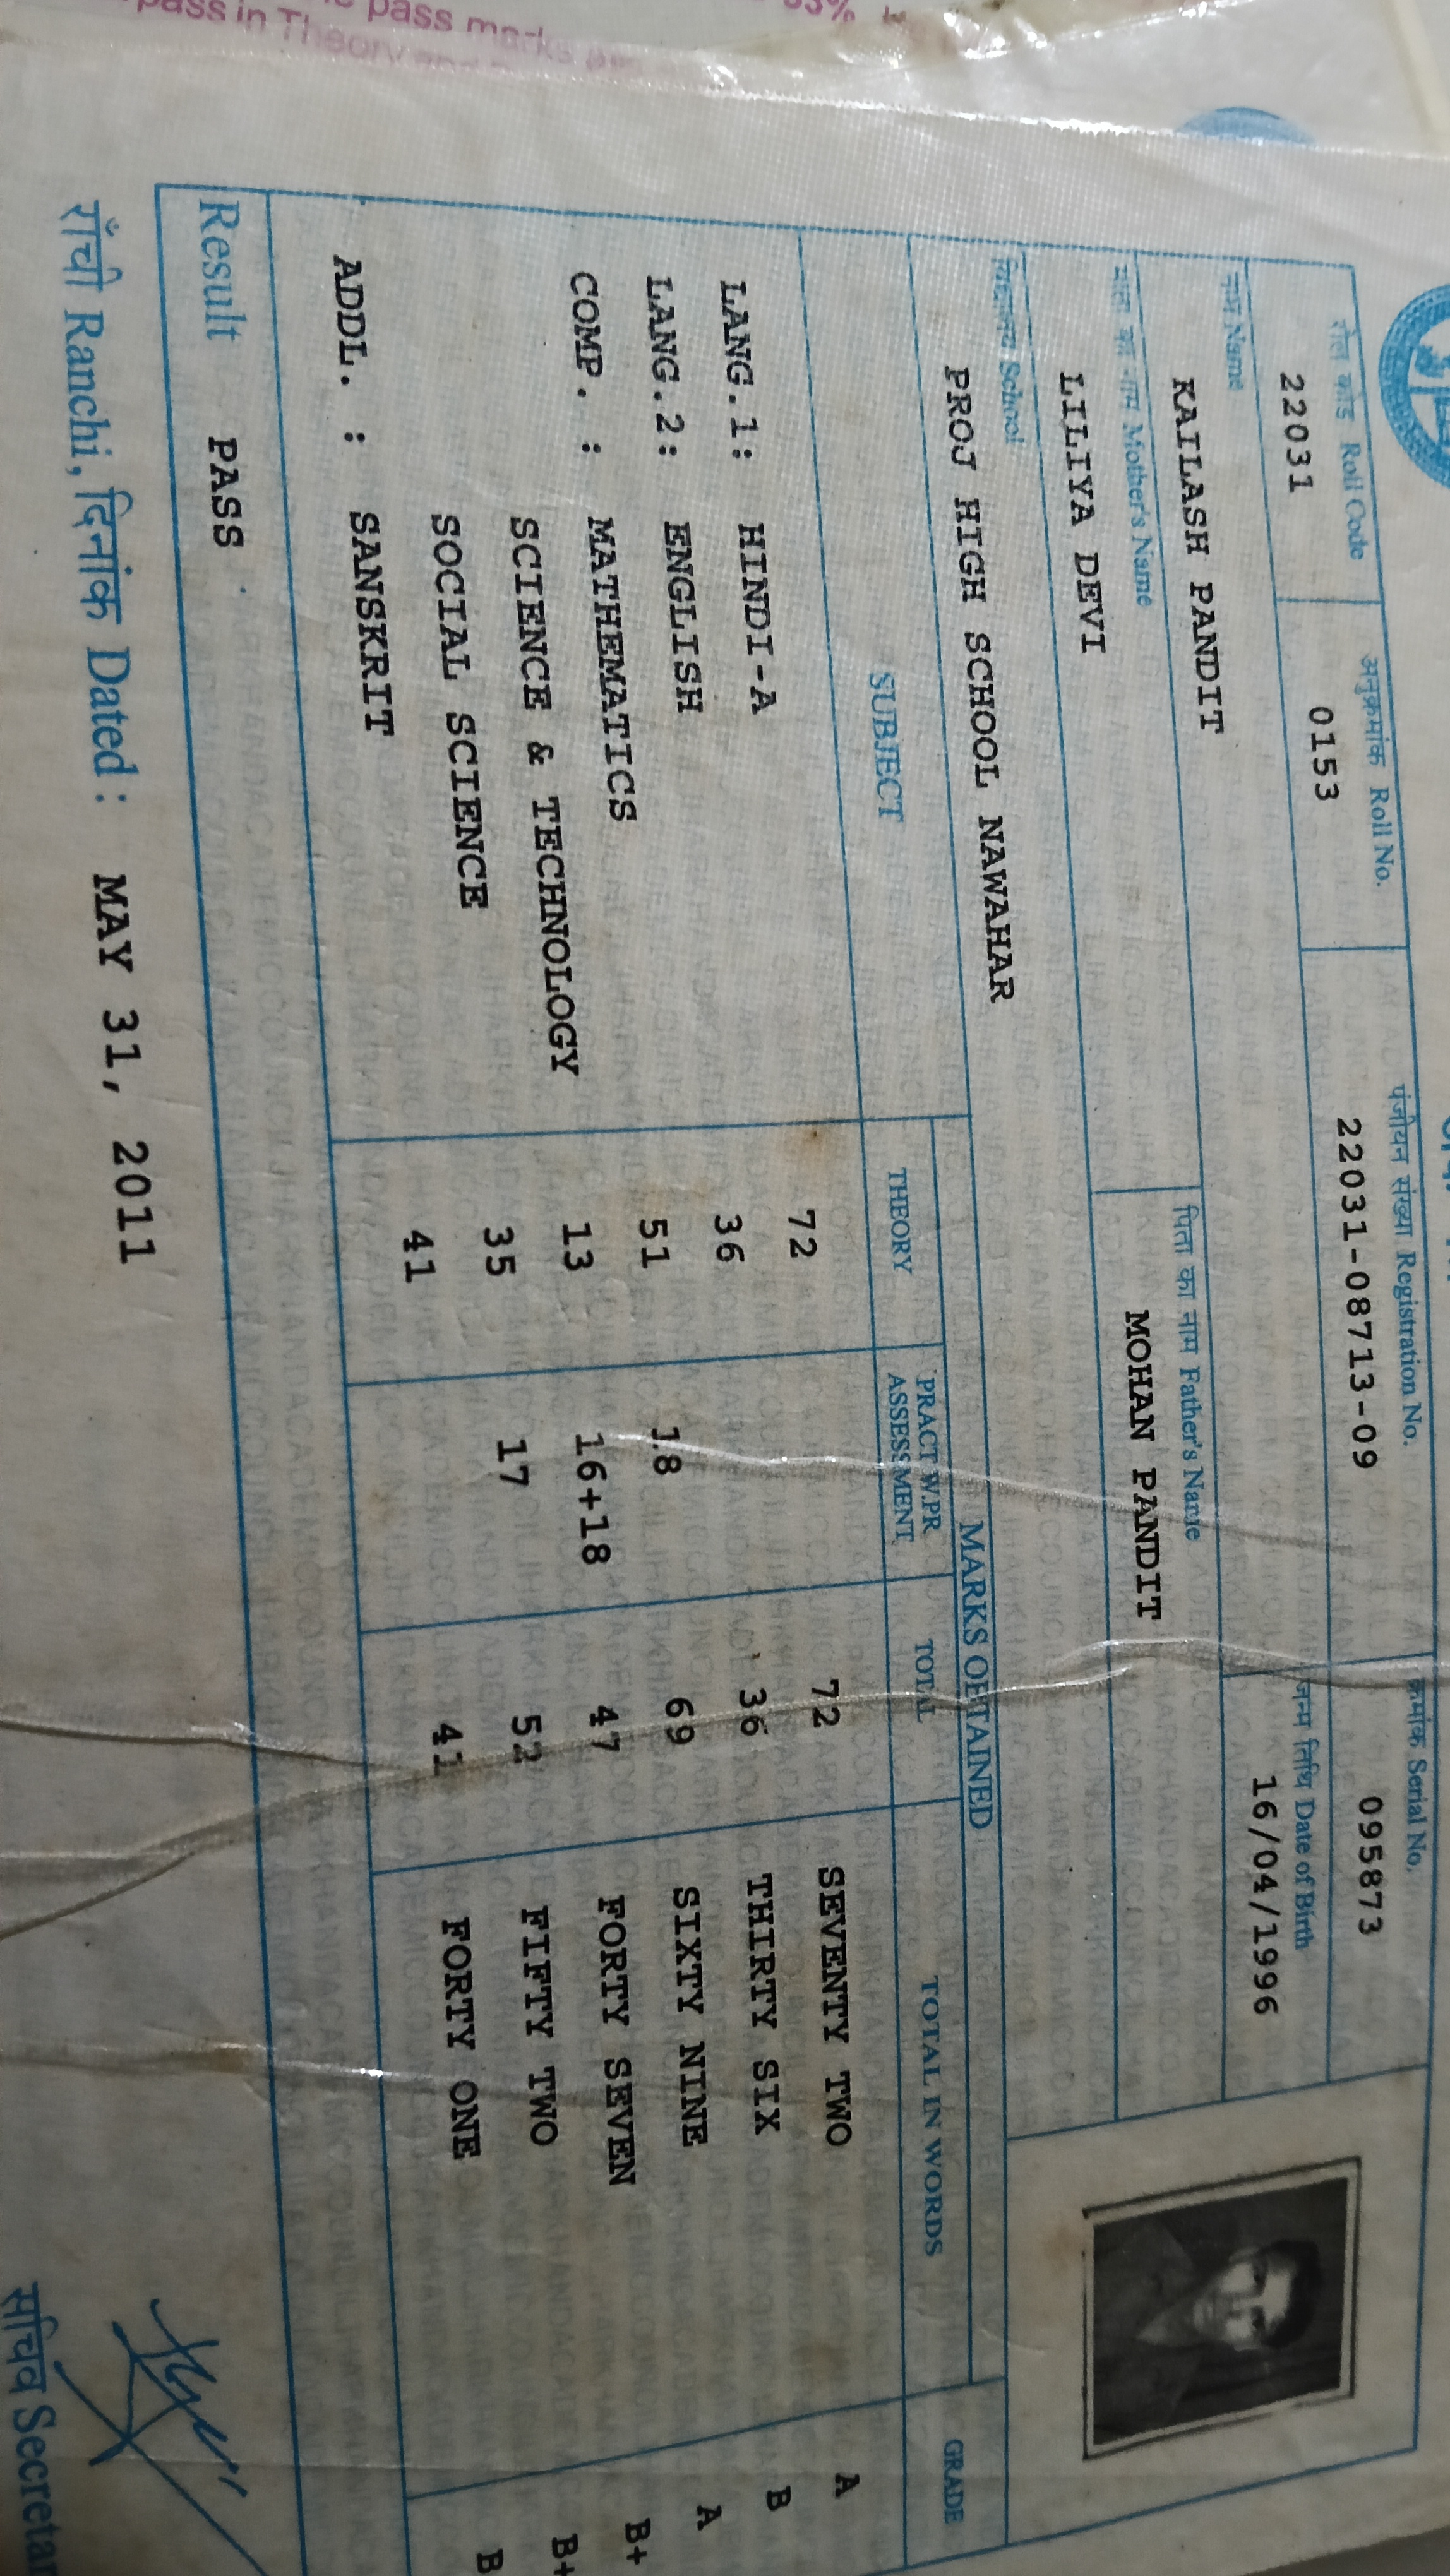 pass marks
33%
pass in Theory and
रोल कोड Roll Code
अनुक्रमांक Roll No.
पंजीयन संख्या Registration No.
क्रमांक Serial No.
22031
0153
22031-08713-09
095873
नाम Name
पिता का नाम Father's Name
जन्म तिथि Date of Birth
KAILASH PANDIT
MOHAN PANDIT
16/04/1996
माता का नाम Mother's Name
LILIYA DEVI
विद्यालय School
PROJ HIGH SCHOOL NAWAHAR
SUBJECT
MARKS OBTAINED
GRADE
THEORY
PRACT W.PR
ASSESSMENT
TOTAL
TOTAL IN WORDS
LANG.1: HINDI-A 72 72 SEVENTY TWO A
LANG.2: ENGLISH 36 36 THIRTY SIX B
COMP. : MATHEMATICS 51 18 69 SIXTY NINE A
SCIENCE & TECHNOLOGY 13 16+18 47 FORTY SEVEN B+
SOCIAL SCIENCE 35 17 52 FIFTY TWO B+
ADDL. : SANSKRIT 41 41 FORTY ONE B
Result PASS
राँची Ranchi, दिनांक Dated : MAY 31, 2011
सचिव